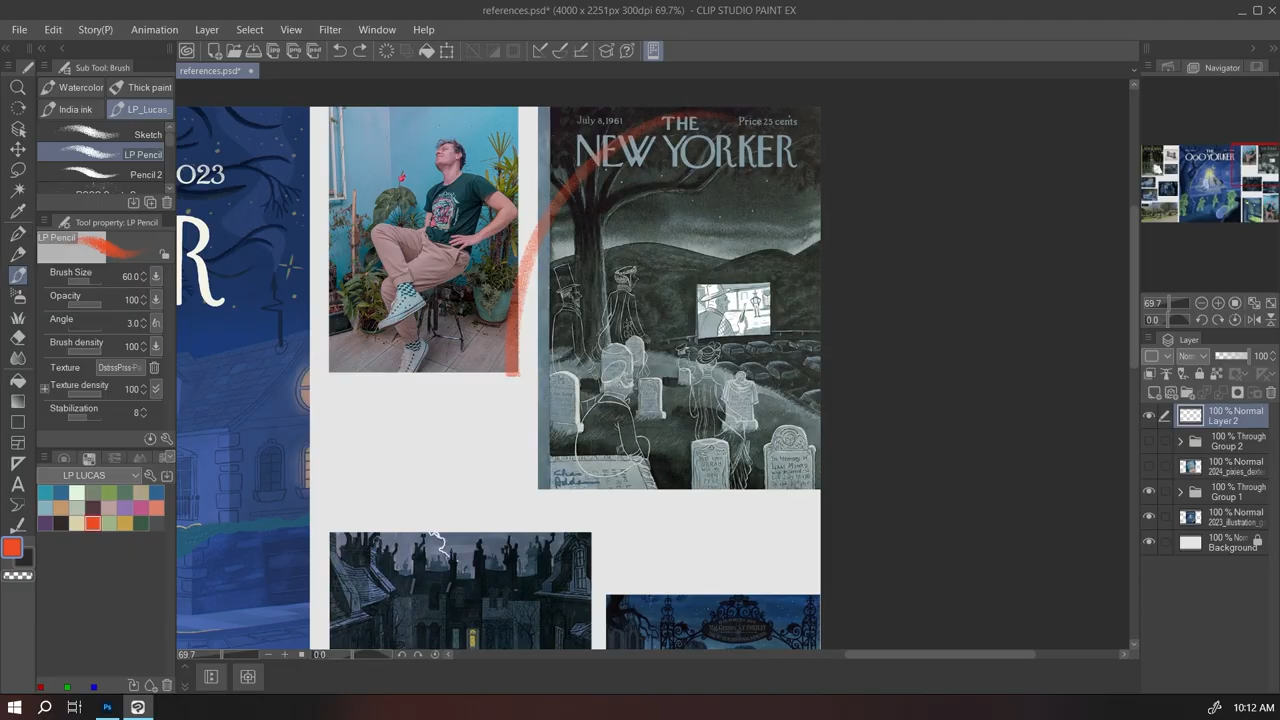 references.psd* (4000 x 2251px 300dpi 69.7%) - CLIP STUDIO PAINT EX
File Edit Story(P) Animation Layer Select View Filter Window Help
Sub Tool: Brush
references.psd*
Navigator
Watercolor
Thick paint
India ink
LP_Lucas
Sketch
LP Pencil
Pencil 2
Tool property: LP Pencil
LP Pencil
Brush Size 60.0
Opacity 100
Angle 3.0
Brush density 100
Texture
Texture density 100
Stabilization 8
LP LUCAS
2023
R
July 8, 1961
THE
Price 25 cents
NEW YORKER
69.7
0.0
Layer
100
100 % Normal
Layer 2
100 % Through
Group 2
100 % Normal
100 % Through
Group 1
100 % Normal
2023_illustration_g
100 % No
Background
69.7
0.0
10:12 AM